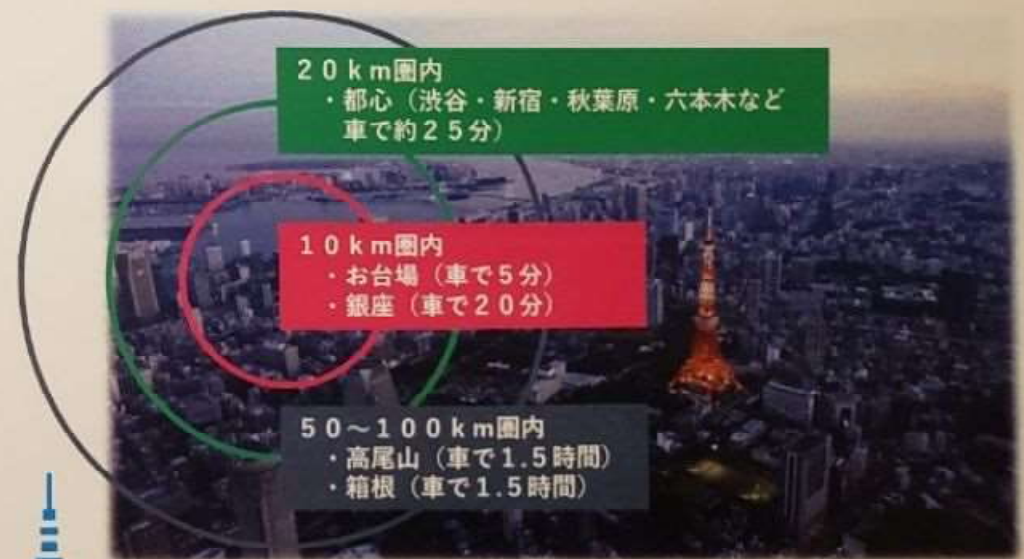 20km圏内
・都心（渋谷・新宿・秋葉原・六本木など
車で約25分）
10km圏内
・お台場（車で5分）
・銀座（車で20分）
50〜100km圏内
・高尾山（車で1.5時間）
・箱根（車で1.5時間）